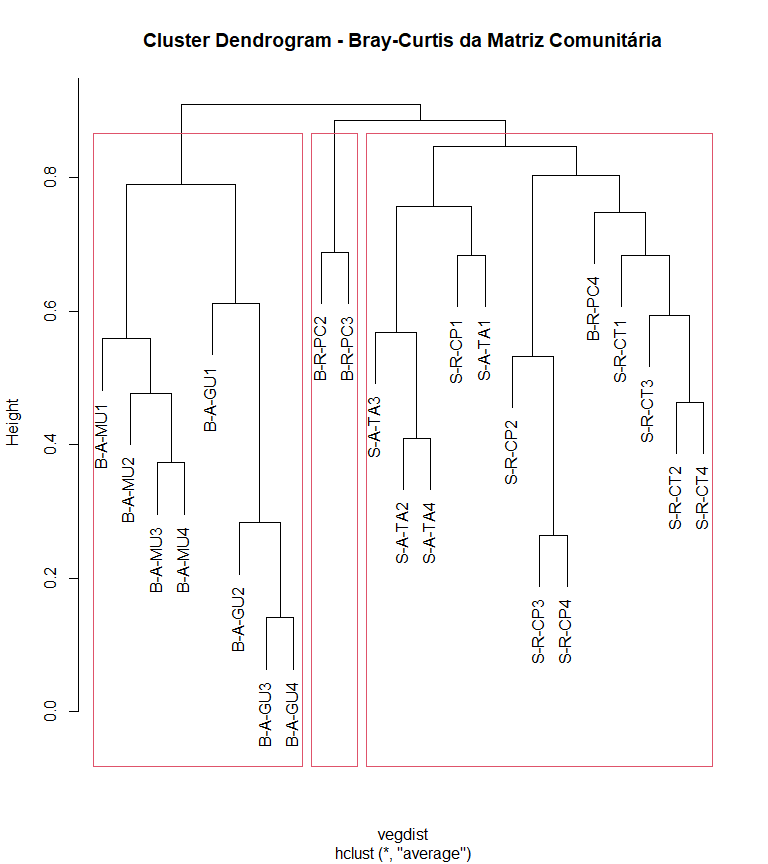 Cluster Dendrogram - Bray-Curtis da Matriz Comunitária
Height
0.8
0.6
0.4
0.2
0.0
B-A-MU1
B-A-MU2
B-A-MU3
B-A-MU4
B-A-GU1
B-A-GU2
B-A-GU3
B-A-GU4
B-R-PC2
B-R-PC3
S-A-TA3
S-A-TA2
S-A-TA4
S-R-CP1
S-A-TA1
S-R-CP2
S-R-CP3
S-R-CP4
B-R-PC4
S-R-CT1
S-R-CT3
S-R-CT2
S-R-CT4
vegdist
hclust (*, "average")